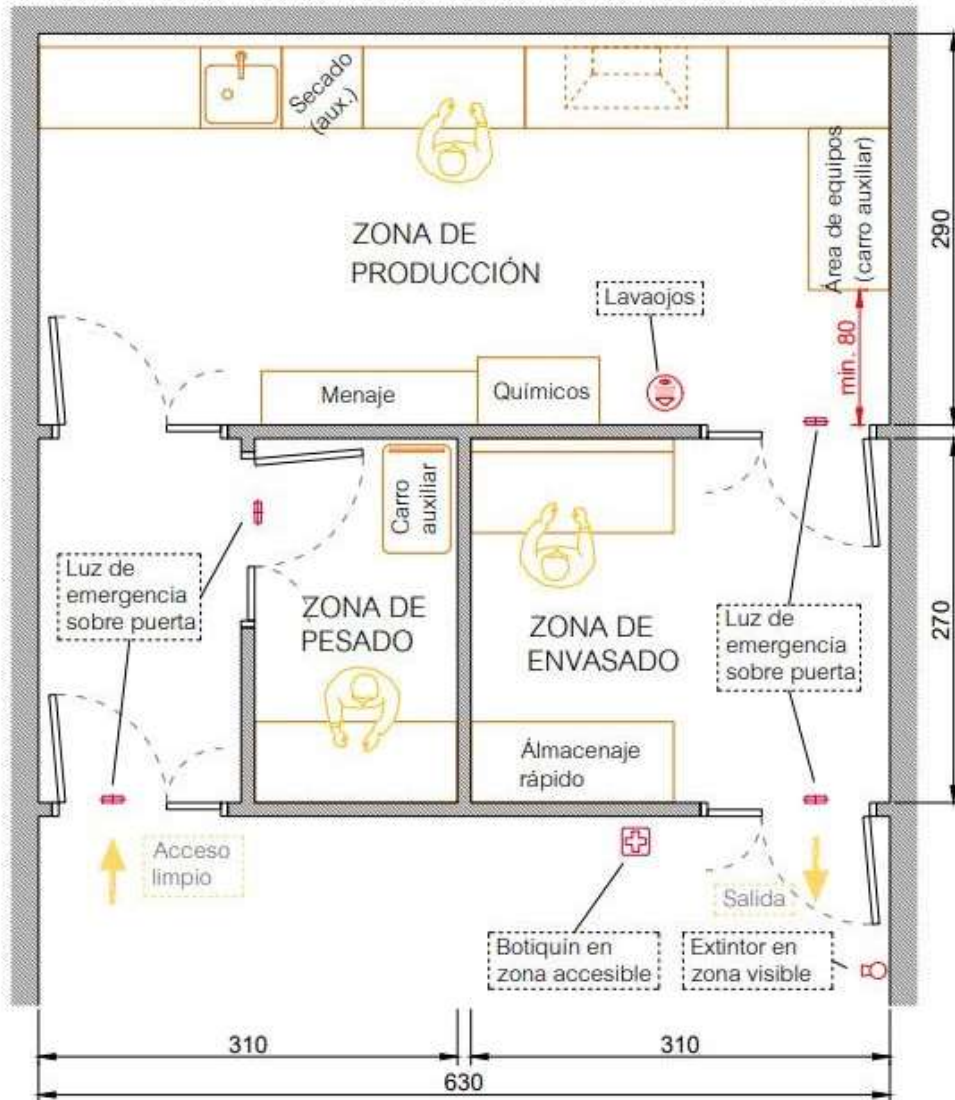 Secado
(aux.)
Área de equipos
(carro auxiliar)
290
ZONA DE
PRODUCCIÓN
Lavaojos
min. 80
Menaje
Químicos
Carro
auxiliar
Luz de
emergencia
sobre puerta
ZONA DE
PESADO
ZONA DE
ENVASADO
Luz de
emergencia
sobre puerta
270
Álmacenaje
rápido
Acceso
limpio
Salida
Botiquín en
zona accesible
Extintor en
zona visible
310
310
630